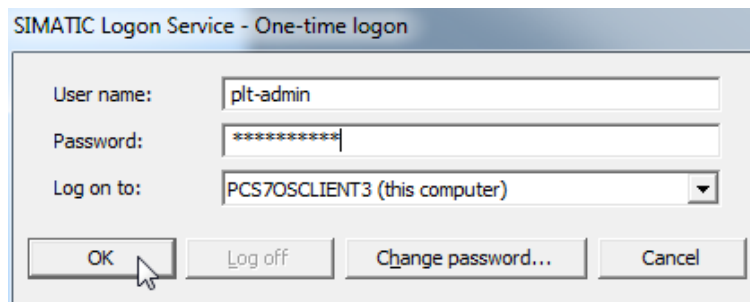 SIMATIC Logon Service - One-time logon
User name: plt-admin
Password: **********
Log on to: PCS7OSCLIENT3 (this computer)
OK Log off Change password... Cancel